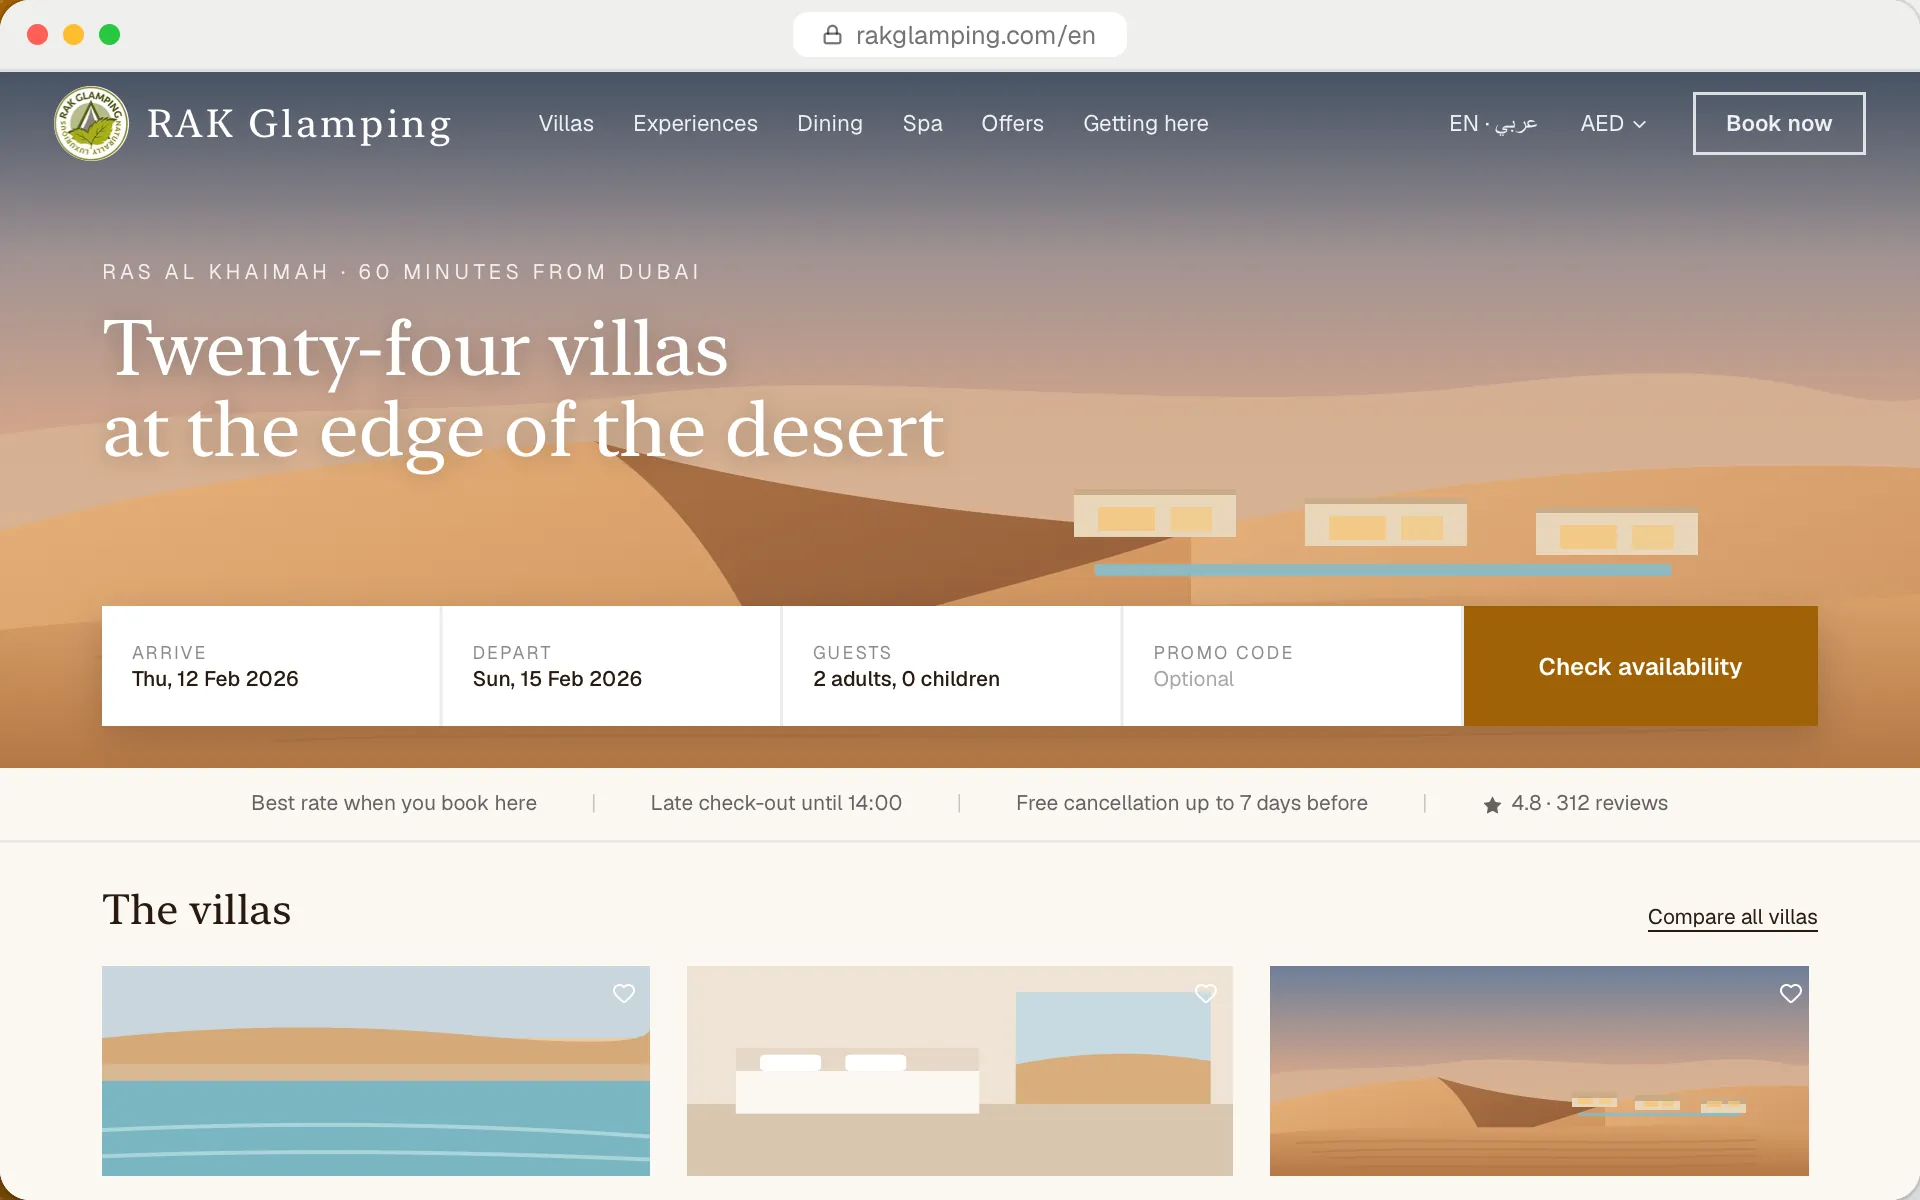 rakglamping.com/en
RAK GLAMPING
NATURALLY LUXURIOUS
RAK Glamping
Villas
Experiences
Dining
Spa
Offers
Getting here
EN · عربي
AED
Book now
RAS AL KHAIMAH · 60 MINUTES FROM DUBAI
Twenty-four villas
at the edge of the desert
ARRIVE
Thu, 12 Feb 2026
DEPART
Sun, 15 Feb 2026
GUESTS
2 adults, 0 children
PROMO CODE
Optional
Check availability
Best rate when you book here
Late check-out until 14:00
Free cancellation up to 7 days before
4.8 · 312 reviews
The villas
Compare all villas